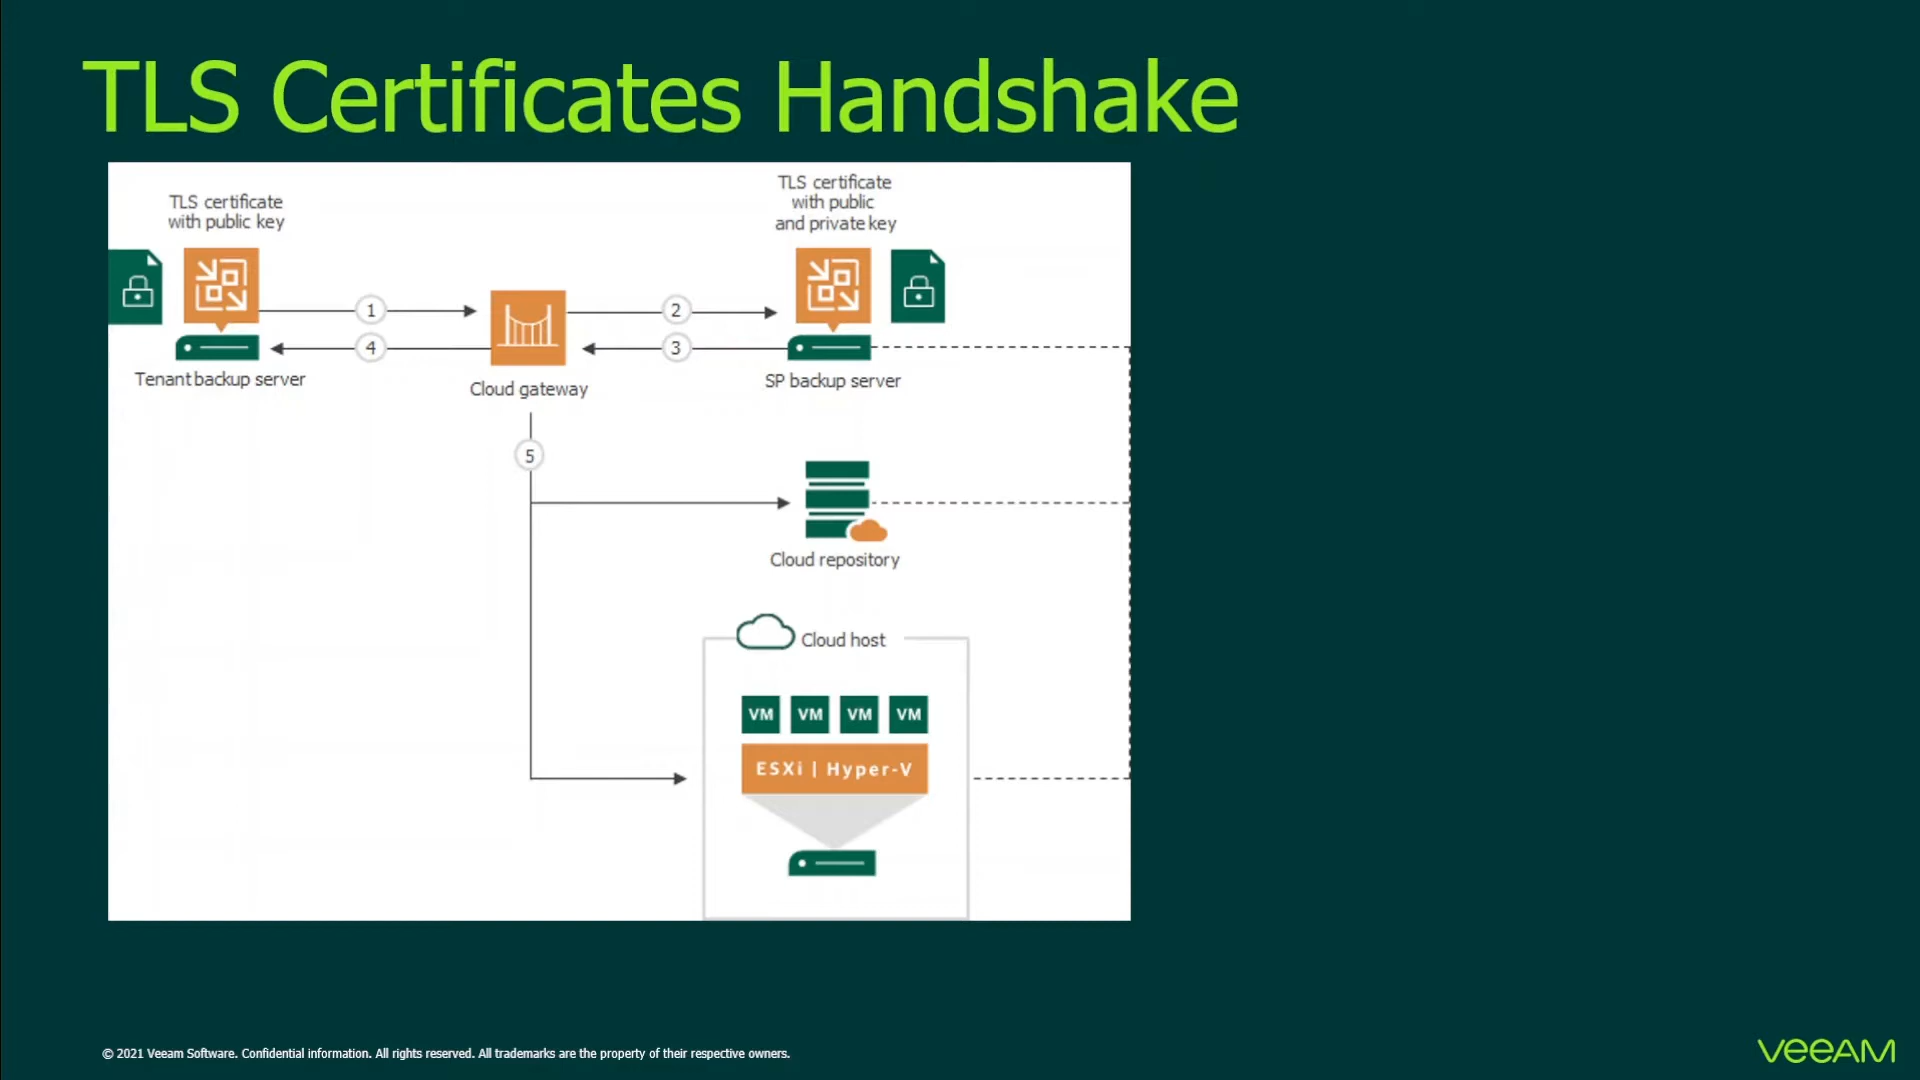 TLS Certificates Handshake
TLS certificate
with public key
TLS certificate
with public
and private key
1
2
4
3
Tenant backup server
Cloud gateway
SP backup server
5
Cloud repository
Cloud host
VM VM VM VM
ESXi | Hyper-V
© 2021 Veeam Software. Confidential information. All rights reserved. All trademarks are the property of their respective owners.
VEEAM